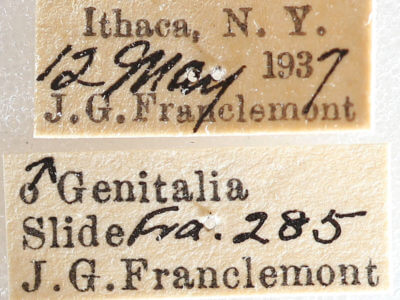 Ithaca, N. Y.
12 May 1937
J.G. Franclemont
♂ Genitalia
Slide Fra. 285
J.G. Franclemont